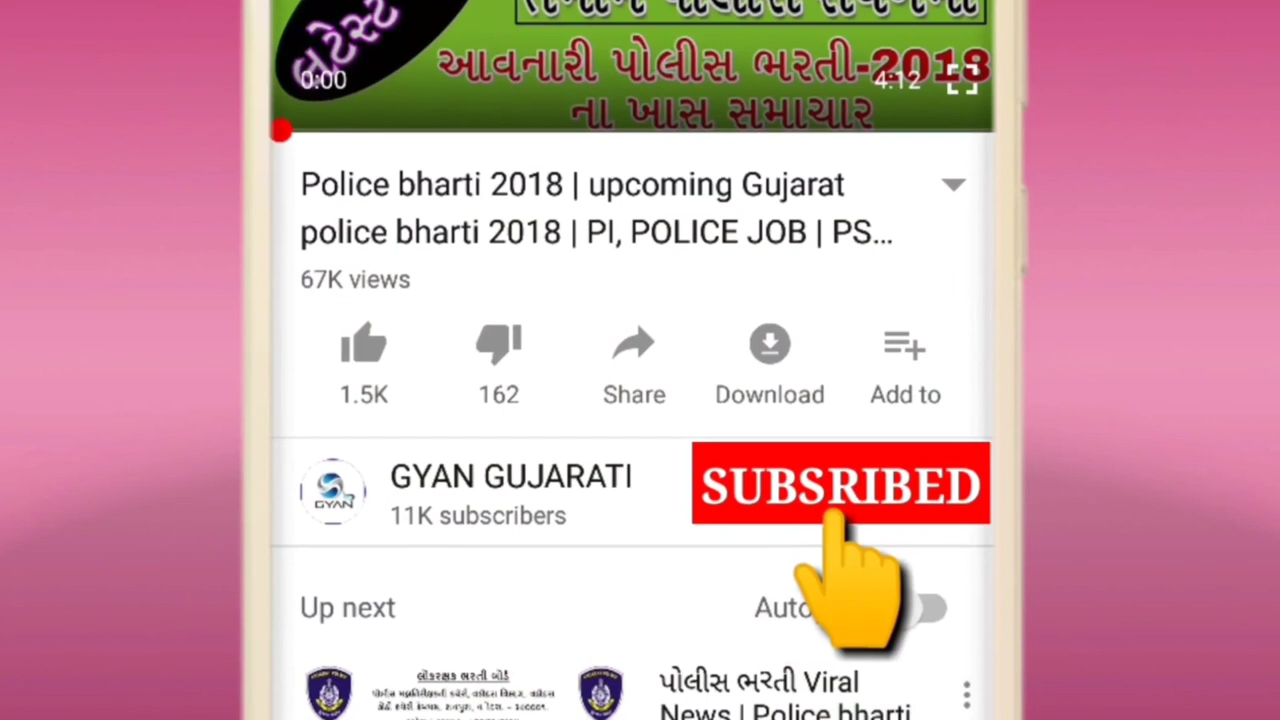 લેટેસ્ટ
આવનારી પોલીસ ભરતી-2018
0:00
4:12
ના ખાસ સમાચાર
Police bharti 2018 | upcoming Gujarat
police bharti 2018 | PI, POLICE JOB | PS...
67K views
1.5K
162
Share
Download
Add to
GYAN
GYAN GUJARATI
11K subscribers
SUBSRIBED
Up next
Auto
લોકરક્ષક ભરતી બોર્ડ
પોલીસ ભરતી Viral
News | Police bharti